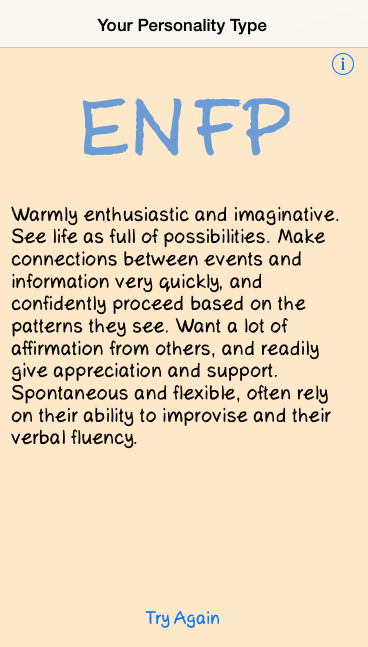 Your Personality Type
i
ENFP
Warmly enthusiastic and imaginative.
See life as full of possibilities. Make
connections between events and
information very quickly, and
confidently proceed based on the
patterns they see. Want a lot of
affirmation from others, and readily
give appreciation and support.
Spontaneous and flexible, often rely
on their ability to improvise and their
verbal fluency.
Try Again